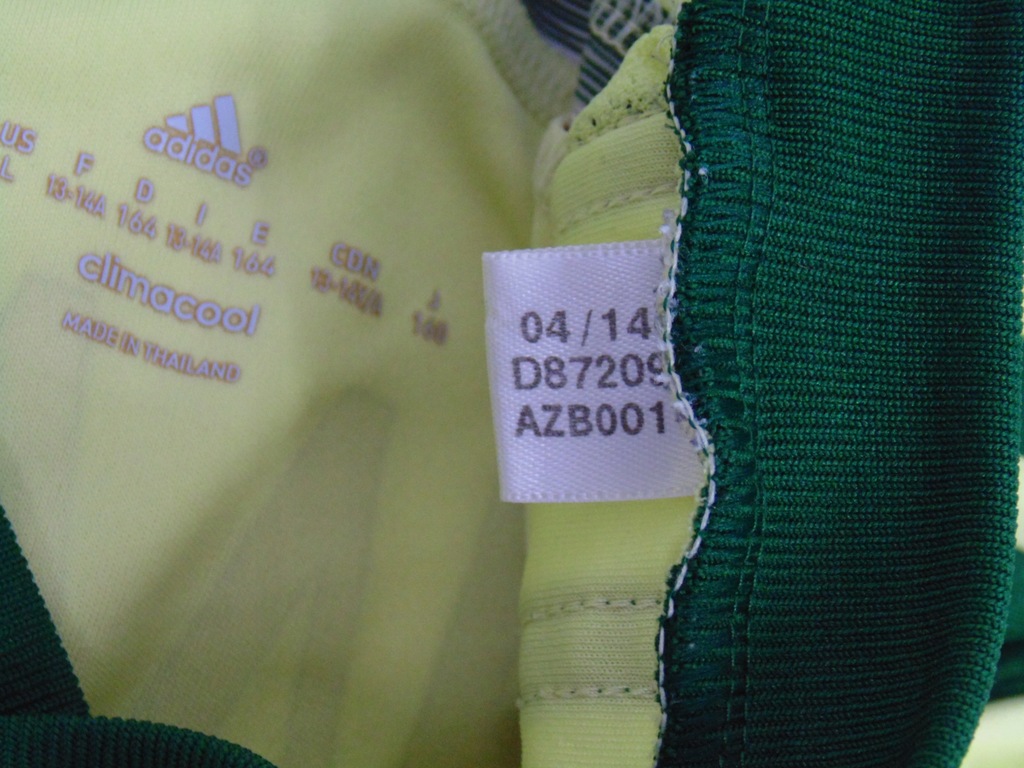 adidas®
US F D I E CDN J
L 13-14A 164 13-14A 164
climacool
MADE IN THAILAND
04/14
D87209
AZB001